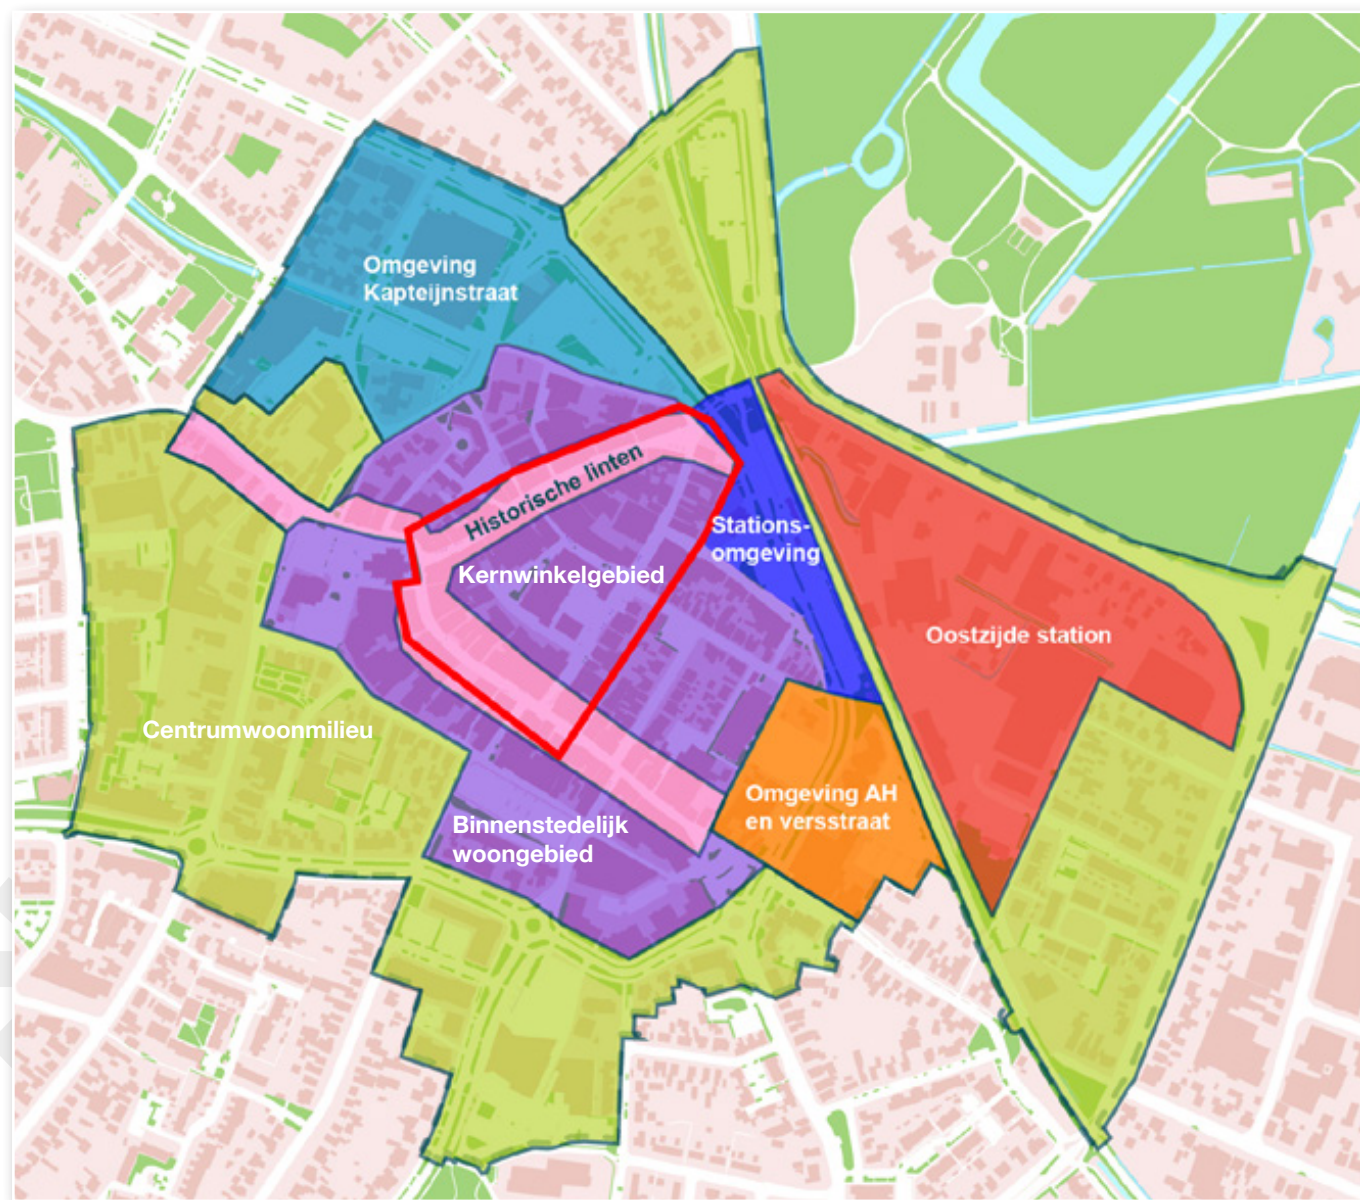 Omgeving
Kapteijnstraat
Historische linten
Stations-
omgeving
Kernwinkelgebied
Oostzijde station
Centrumwoonmilieu
Omgeving AH
en versstraat
Binnenstedelijk
woongebied